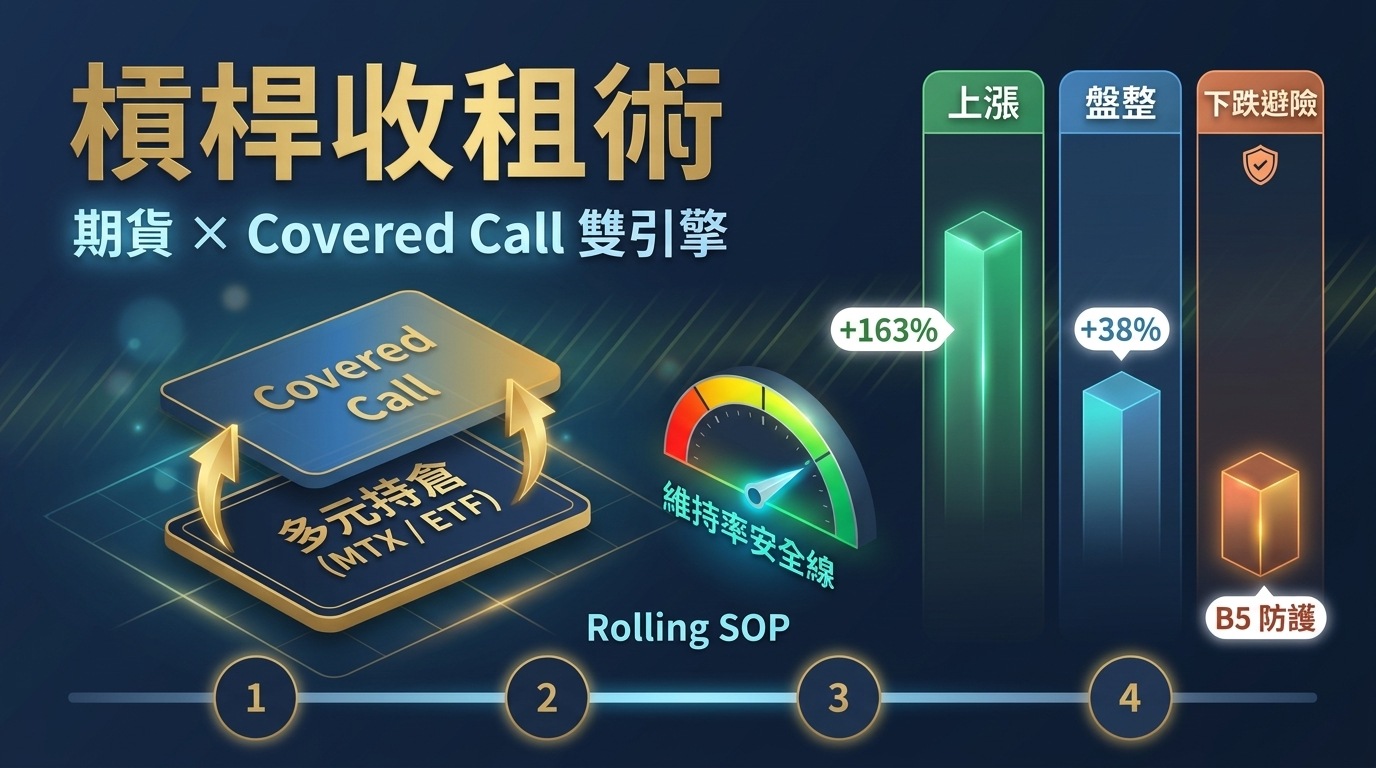 槓桿收租術
期貨 × Covered Call 雙引擎
Covered
Call
多元持倉
(MTX / ETF)
維持率安全線
上漲
+163%
盤整
+38%
下跌避險
B5 防護
Rolling SOP
1
2
3
4